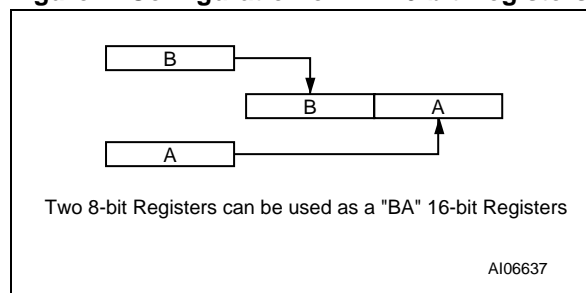 B
B A
A
Two 8-bit Registers can be used as a "BA" 16-bit Registers
AI06637